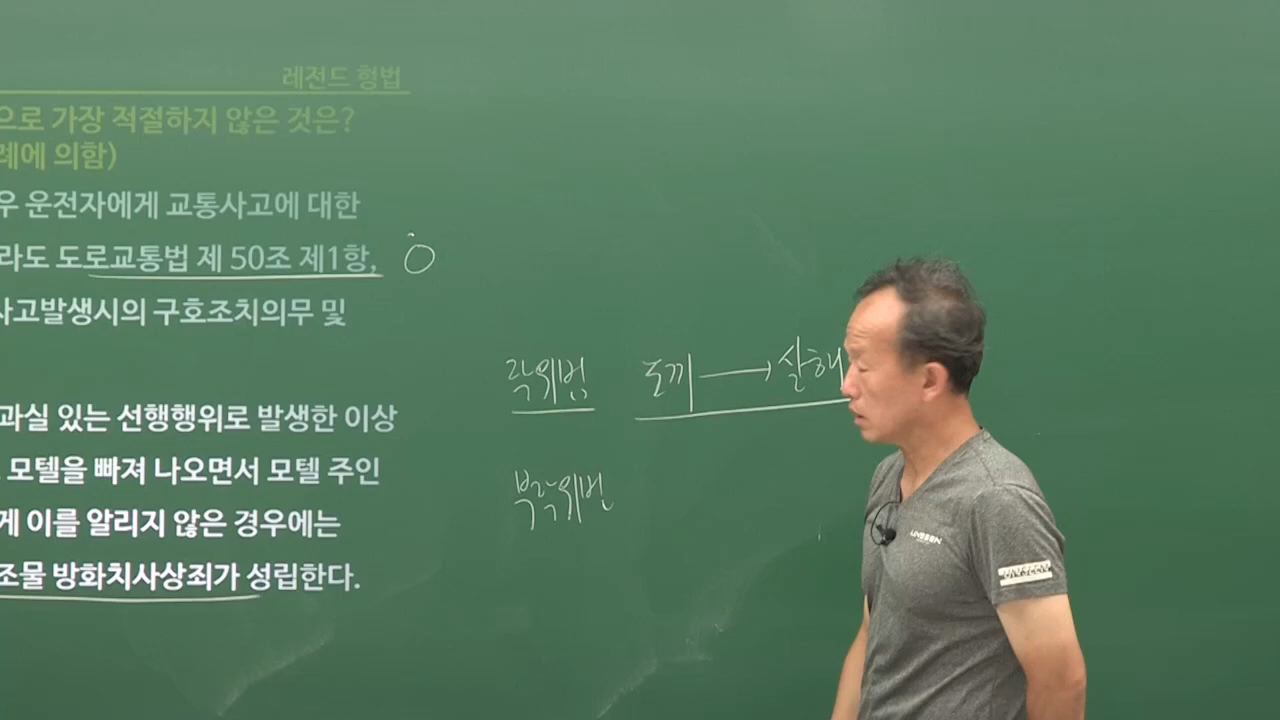 레전드 형법
으로 가장 적절하지 않은 것은?
례에 의함)
우 운전자에게 교통사고에 대한
라도 도로교통법 제 50조 제1항,
사고발생시의 구호조치의무 및
과실 있는 선행행위로 발생한 이상
모텔을 빠져 나오면서 모텔 주인
게 이를 알리지 않은 경우에는
조물 방화치사상죄가 성립한다.
작위범 도끼 → 살해
부작위범